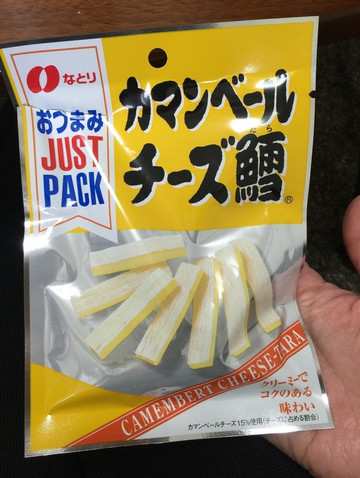 なとり
おつまみ
JUST
PACK
カマンベール
チーズ鱈®
たら
CAMEMBERT CHEESE-TARA
クリーミーで
コクのある
味わい
カマンベールチーズ15%使用(チーズに占める割合)